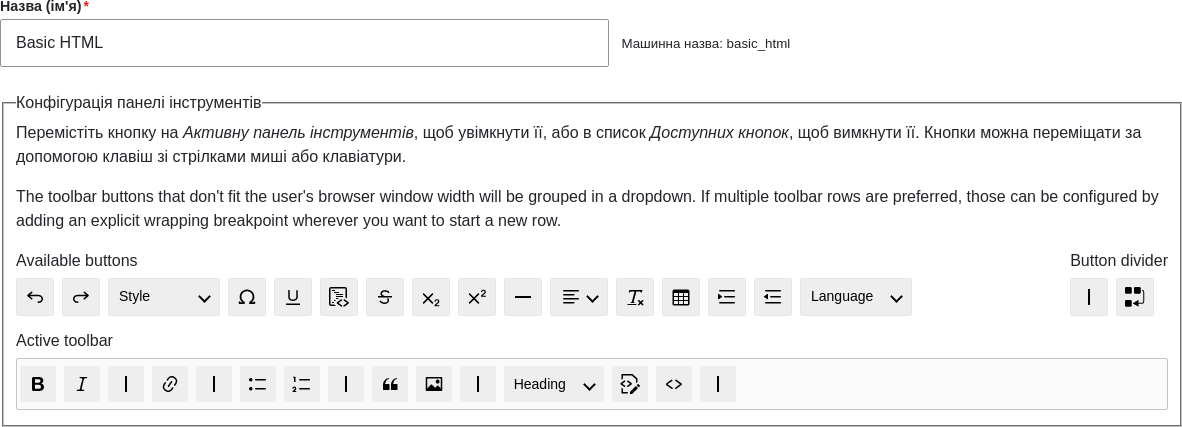 Назва (ім'я)*
Basic HTML
Машинна назва: basic_html
Конфігурація панелі інструментів
Перемістіть кнопку на Активну панель інструментів, щоб увімкнути її, або в список Доступних кнопок, щоб вимкнути її. Кнопки можна переміщати за
допомогою клавіш зі стрілками миші або клавіатури.
The toolbar buttons that don't fit the user's browser window width will be grouped in a dropdown. If multiple toolbar rows are preferred, those can be configured by
adding an explicit wrapping breakpoint wherever you want to start a new row.
Available buttons
Button divider
Style
Language
Active toolbar
Heading